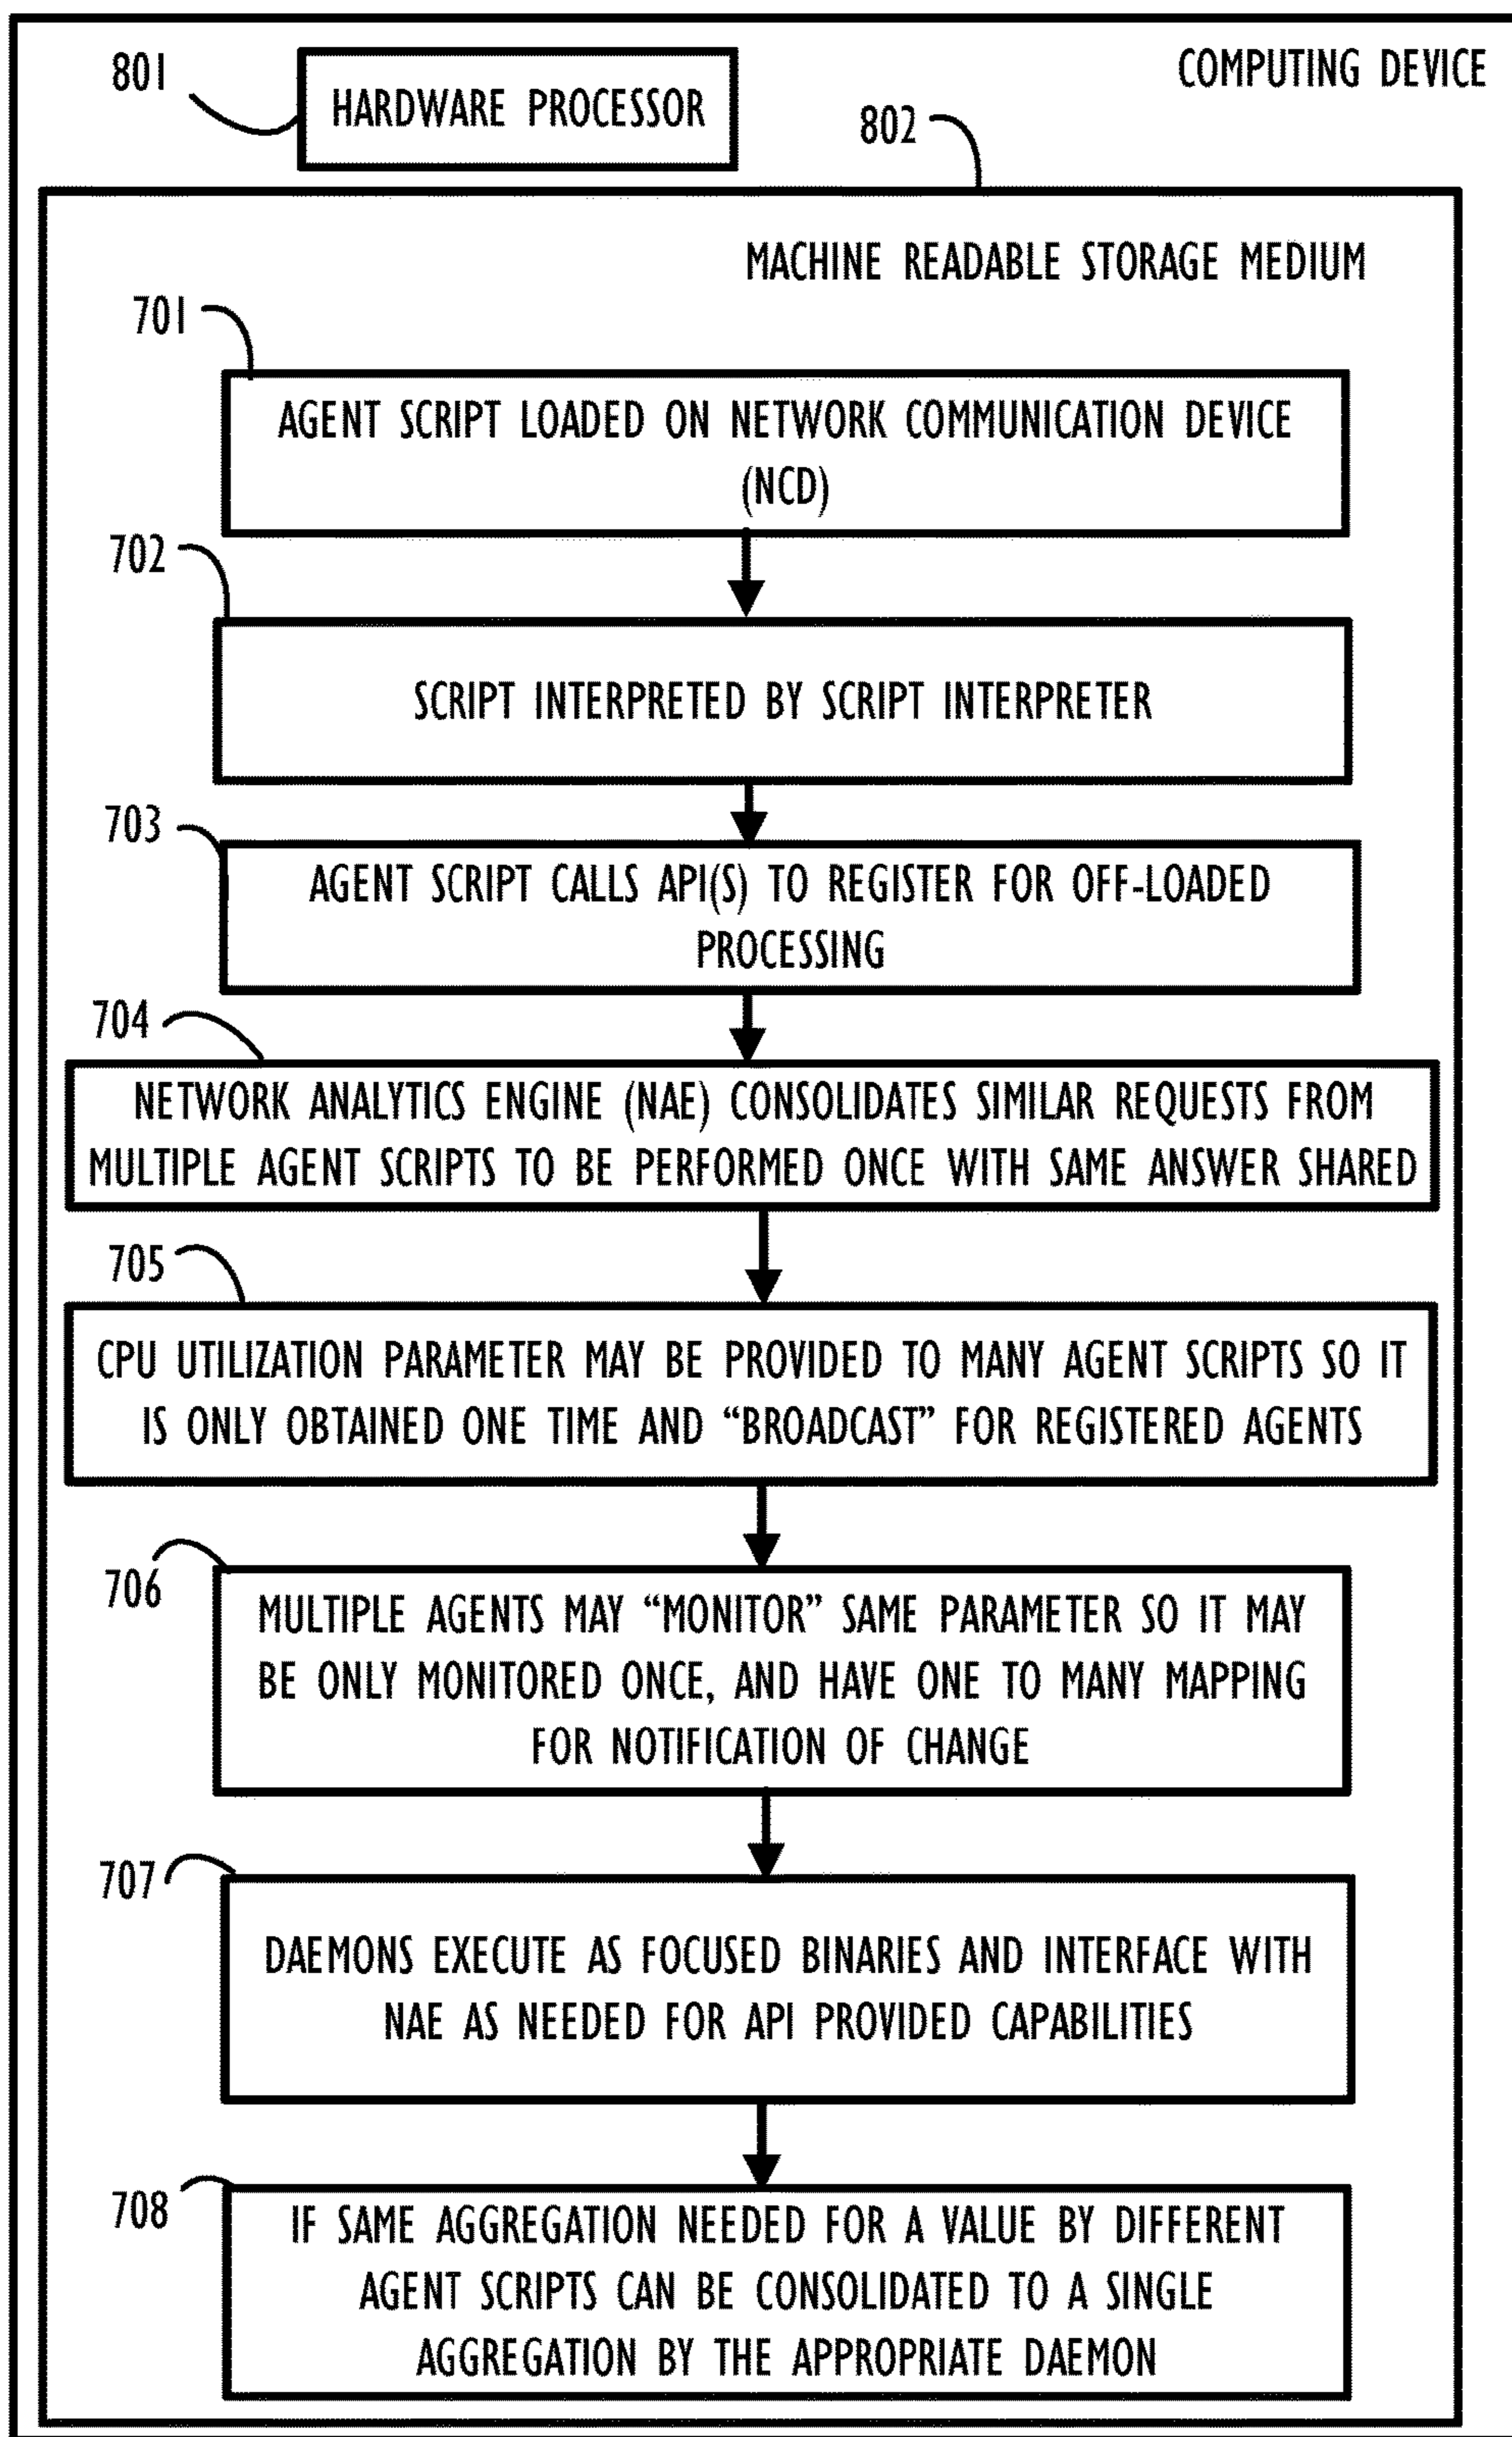 801
HARDWARE PROCESSOR
COMPUTING DEVICE
802
MACHINE READABLE STORAGE MEDIUM
701
AGENT SCRIPT LOADED ON NETWORK COMMUNICATION DEVICE
(NCD)
702
SCRIPT INTERPRETED BY SCRIPT INTERPRETER
703
AGENT SCRIPT CALLS API(S) TO REGISTER FOR OFF-LOADED
PROCESSING
704
NETWORK ANALYTICS ENGINE (NAE) CONSOLIDATES SIMILAR REQUESTS FROM
MULTIPLE AGENT SCRIPTS TO BE PERFORMED ONCE WITH SAME ANSWER SHARED
705
CPU UTILIZATION PARAMETER MAY BE PROVIDED TO MANY AGENT SCRIPTS SO IT
IS ONLY OBTAINED ONE TIME AND “BROADCAST” FOR REGISTERED AGENTS
706
MULTIPLE AGENTS MAY “MONITOR” SAME PARAMETER SO IT MAY
BE ONLY MONITORED ONCE, AND HAVE ONE TO MANY MAPPING
FOR NOTIFICATION OF CHANGE
707
DAEMONS EXECUTE AS FOCUSED BINARIES AND INTERFACE WITH
NAE AS NEEDED FOR API PROVIDED CAPABILITIES
708
IF SAME AGGREGATION NEEDED FOR A VALUE BY DIFFERENT
AGENT SCRIPTS CAN BE CONSOLIDATED TO A SINGLE
AGGREGATION BY THE APPROPRIATE DAEMON